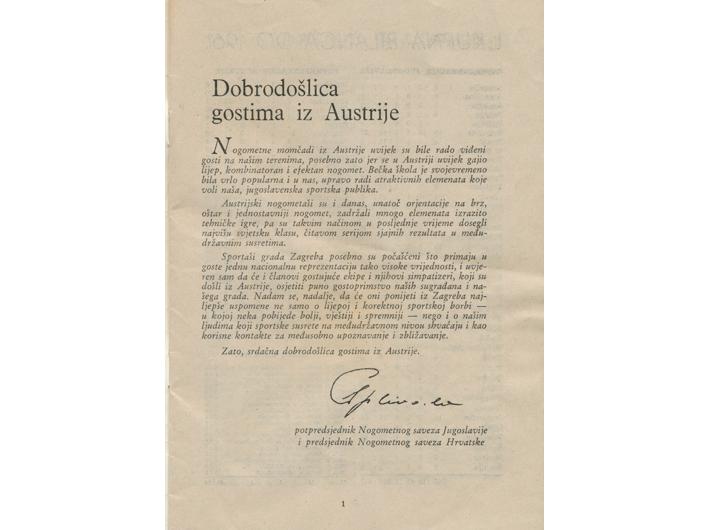 Dobrodošlica
gostima iz Austrije
Nogometne momčadi iz Austrije uvijek su bile rado viđeni
gosti na našim terenima, posebno zato jer se u Austriji uvijek gajio
lijep, kombinatoran i efektan nogomet. Bečka škola je svojevremeno
bila vrlo popularna i u nas, upravo radi atraktivnih elemenata koje
voli naša, jugoslavenska sportska publika.
Austrijski nogometaši su i danas, unatoč orjentacije na brz,
oštar i jednostavniji nogomet, zadržali mnogo elemenata izrazito
tehničke igre, pa su takvim načinom u posljednje vrijeme dosegli
najvišu svjetsku klasu, čitavom serijom sjajnih rezultata u među-
državnim susretima.
Sportaši grada Zagreba posebno su počašćeni što primaju u
goste jednu nacionalnu reprezentaciju tako visoke vrijednosti, i uvje-
ren sam da će i članovi gostujuće ekipe i njihovi simpatizeri, koji su
došli iz Austrije, osjetiti puno gostoprimstvo naših sugrađana i na-
šega grada. Nadam se, nadalje, da će oni ponijeti iz Zagreba naj-
ljepše uspomene ne samo o lijepoj i korektnoj sportskoj borbi —
u kojoj neka pobijede bolji, vještiji i spremniji — nego i o našim
ljudima koji sportske susrete na međudržavnom nivou shvaćaju i kao
korisne kontakte za međusobno upoznavanje i zbližavanje.
Zato, srdačna dobrodošlica gostima iz Austrije.
potpredsjednik Nogometnog saveza Jugoslavije
i predsjednik Nogometnog saveza Hrvatske
1